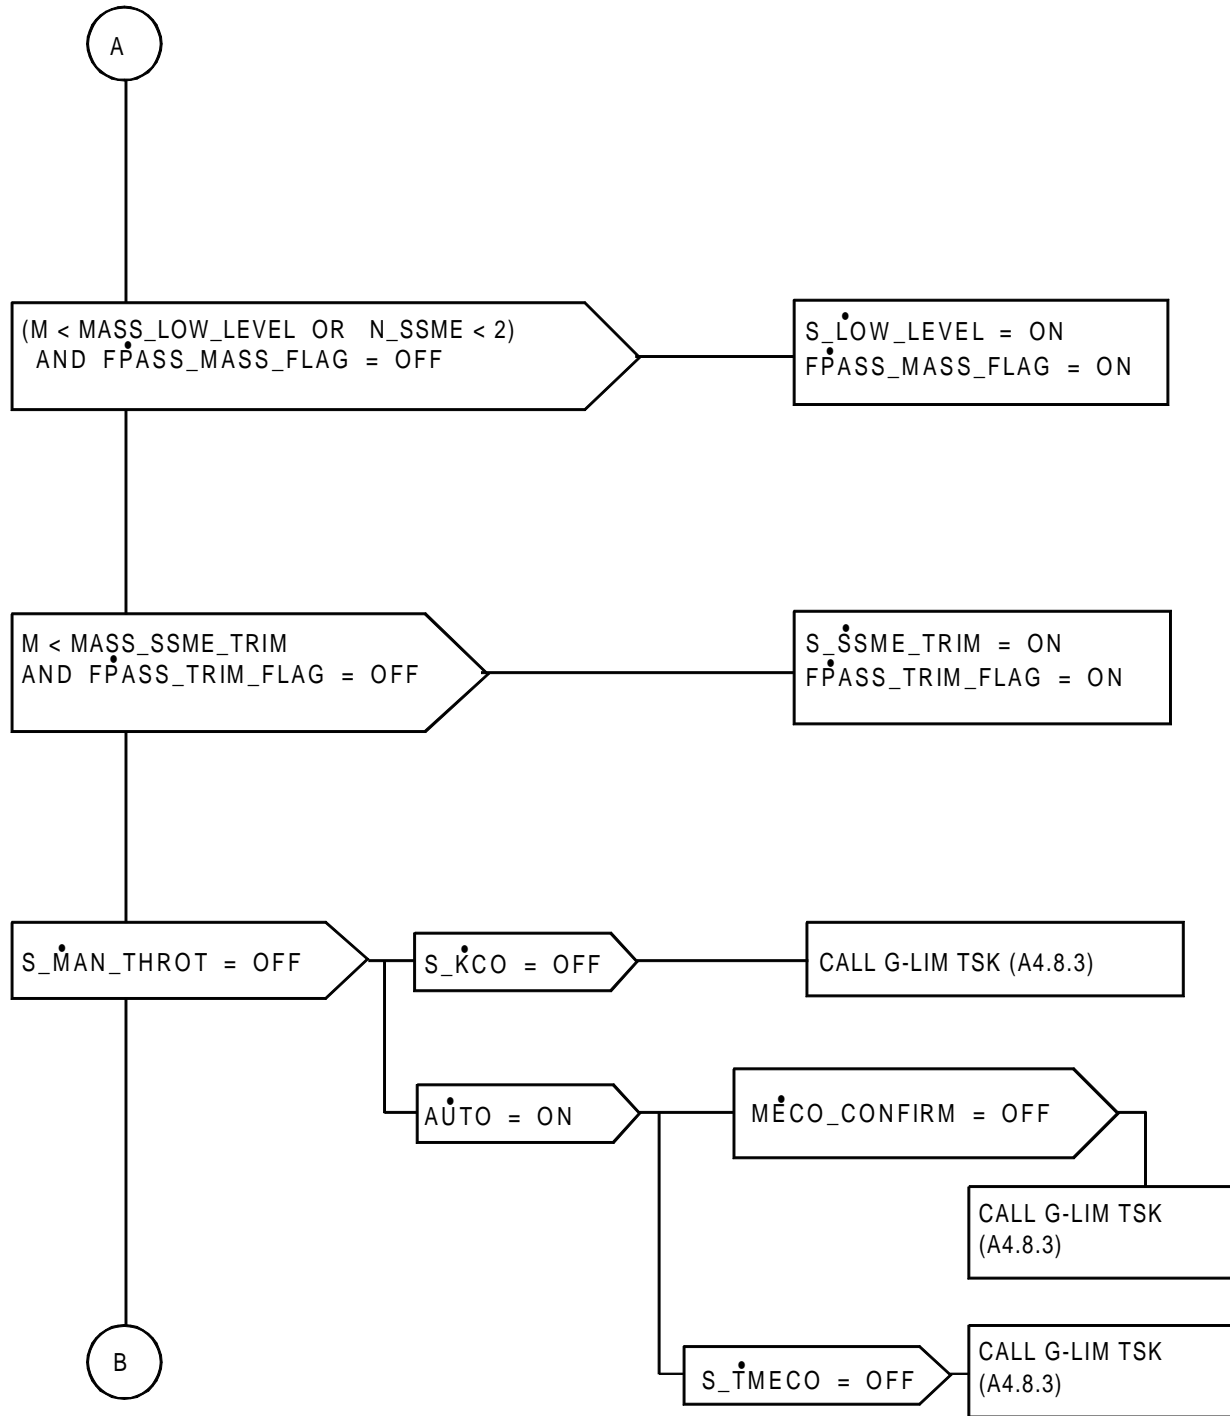 A
(M < MASS_LOW_LEVEL OR N_SSME < 2)
AND FPASS_MASS_FLAG = OFF
S_LOW_LEVEL = ON
FPASS_MASS_FLAG = ON
M < MASS_SSME_TRIM
AND FPASS_TRIM_FLAG = OFF
S_SSME_TRIM = ON
FPASS_TRIM_FLAG = ON
S_MAN_THROT = OFF
S_KCO = OFF
CALL G-LIM TSK (A4.8.3)
AUTO = ON
MECO_CONFIRM = OFF
CALL G-LIM TSK
(A4.8.3)
B
S_TMECO = OFF
CALL G-LIM TSK
(A4.8.3)